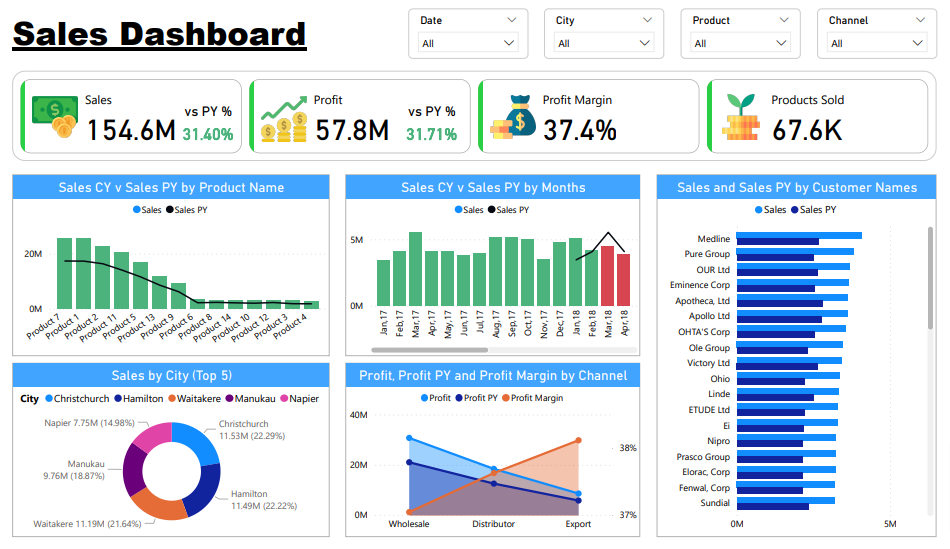 Sales Dashboard
Date
All
City
All
Product
All
Channel
All
Sales
154.6M
vs PY %
31.40%
Profit
57.8M
vs PY %
31.71%
Profit Margin
37.4%
Products Sold
67.6K
Sales CY v Sales PY by Product Name
Sales Sales PY
20M
0M
Product 7
Product 1
Product 2
Product 11
Product 5
Product 13
Product 9
Product 6
Product 8
Product 14
Product 10
Product 12
Product 3
Product 4
Sales CY v Sales PY by Months
Sales Sales PY
5M
0M
Jan,17
Feb,17
Mar,17
Apr,17
May,17
Jun,17
Jul,17
Aug,17
Sep,17
Oct,17
Nov,17
Dec,17
Jan,18
Feb,18
Mar,18
Apr,18
Sales and Sales PY by Customer Names
Sales Sales PY
Medline
Pure Group
OUR Ltd
Eminence Corp
Apotheca, Ltd
Apollo Ltd
OHTA'S Corp
Ole Group
Victory Ltd
Ohio
Linde
ETUDE Ltd
Ei
Nipro
Prasco Group
Elorac, Corp
Fenwal, Corp
Sundial
0M 5M
Sales by City (Top 5)
City Christchurch Hamilton Waitakere Manukau Napier
Napier 7.75M (14.98%)
Christchurch
11.53M (22.29%)
Manukau
9.76M (18.87%)
Hamilton
11.49M (22.22%)
Waitakere 11.19M (21.64%)
Profit, Profit PY and Profit Margin by Channel
Profit Profit PY Profit Margin
40M
38%
20M
0M
37%
Wholesale Distributor Export